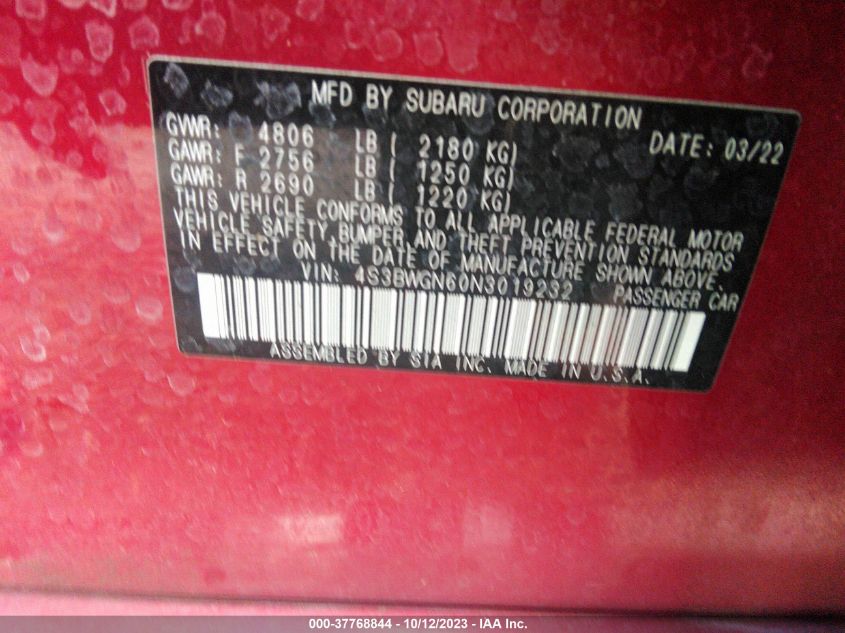 MFD BY SUBARU CORPORATION
GVWR: 4806 LB ( 2180 KG) DATE: 03/22
GAWR: F 2756 LB ( 1250 KG)
GAWR: R 2690 LB ( 1220 KG)
THIS VEHICLE CONFORMS TO ALL APPLICABLE FEDERAL MOTOR
VEHICLE SAFETY,BUMPER,AND THEFT PREVENTION STANDARDS
IN EFFECT ON THE DATE OF MANUFACTURE SHOWN ABOVE.
VIN: 4S3BWGN60N3019232 PASSENGER CAR
ASSEMBLED BY SIA INC. MADE IN U.S.A.
000-37768844 - 10/12/2023 - IAA Inc.